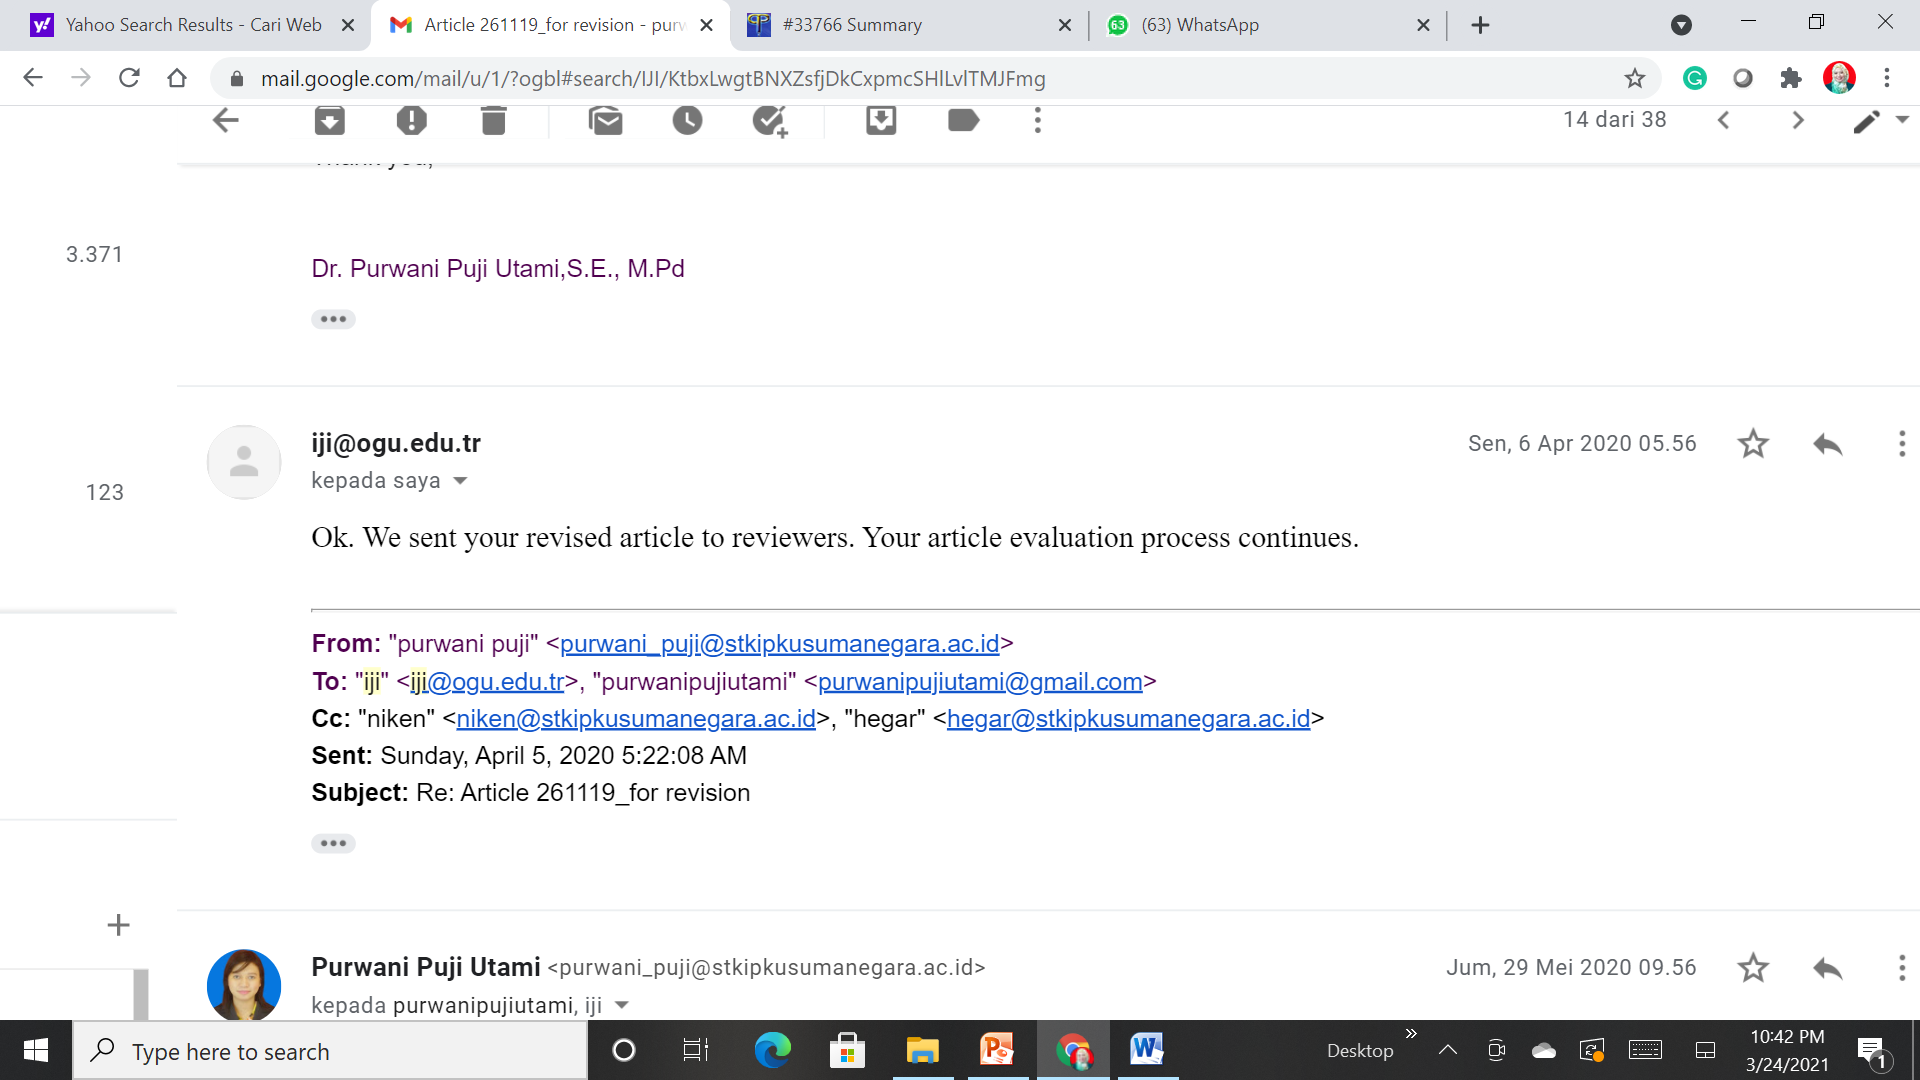 Yahoo Search Results - Cari Web
Article 261119_for revision - purw
#33766 Summary
(63) WhatsApp
mail.google.com/mail/u/1/?ogbl#search/IJI/KtbxLwgtBNXZsfjDkCxpmcSHlLvlTMJFmg
14 dari 38
3.371
Dr. Purwani Puji Utami,S.E., M.Pd
iji@ogu.edu.tr
Sen, 6 Apr 2020 05.56
kepada saya
123
Ok. We sent your revised article to reviewers. Your article evaluation process continues.
From: "purwani puji" <purwani_puji@stkipkusumanegara.ac.id>
To: "iji" <iji@ogu.edu.tr>, "purwanipujiutami" <purwanipujiutami@gmail.com>
Cc: "niken" <niken@stkipkusumanegara.ac.id>, "hegar" <hegar@stkipkusumanegara.ac.id>
Sent: Sunday, April 5, 2020 5:22:08 AM
Subject: Re: Article 261119_for revision
Purwani Puji Utami <purwani_puji@stkipkusumanegara.ac.id>
Jum, 29 Mei 2020 09.56
kepada purwanipujiutami, iji
Type here to search
Desktop
10:42 PM
3/24/2021
1